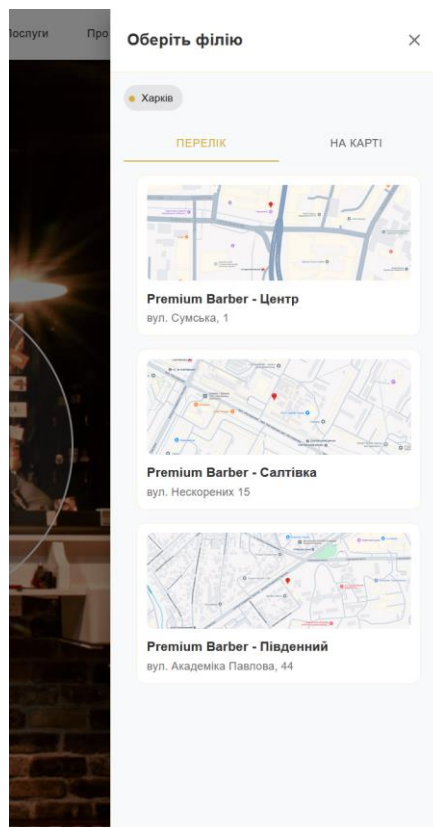 Послуги Про
Оберіть філію
Харків
ПЕРЕЛІК НА КАРТІ
Premium Barber - Центр
вул. Сумська, 1
Premium Barber - Салтівка
вул. Нескорених 15
Premium Barber - Південний
вул. Академіка Павлова, 44